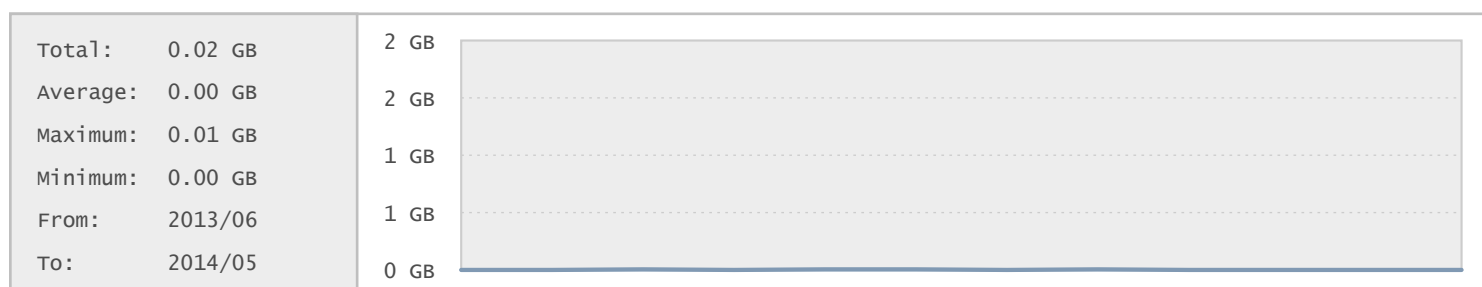 Total: 0.02 GB
Average: 0.00 GB
Maximum: 0.01 GB
Minimum: 0.00 GB
From: 2013/06
To: 2014/05
2 GB
2 GB
1 GB
1 GB
0 GB